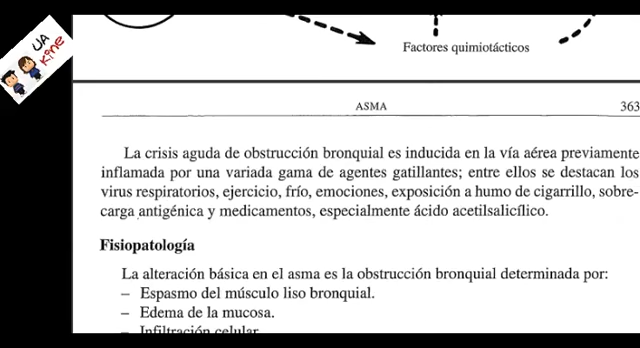 UA
Kine
Factores quimiotácticos
ASMA
363
La crisis aguda de obstrucción bronquial es inducida en la vía aérea previamente
inflamada por una variada gama de agentes gatillantes; entre ellos se destacan los
virus respiratorios, ejercicio, frío, emociones, exposición a humo de cigarrillo, sobre-
carga antigénica y medicamentos, especialmente ácido acetilsalicílico.
Fisiopatología
La alteración básica en el asma es la obstrucción bronquial determinada por:
– Espasmo del músculo liso bronquial.
– Edema de la mucosa.
– Infiltración celular